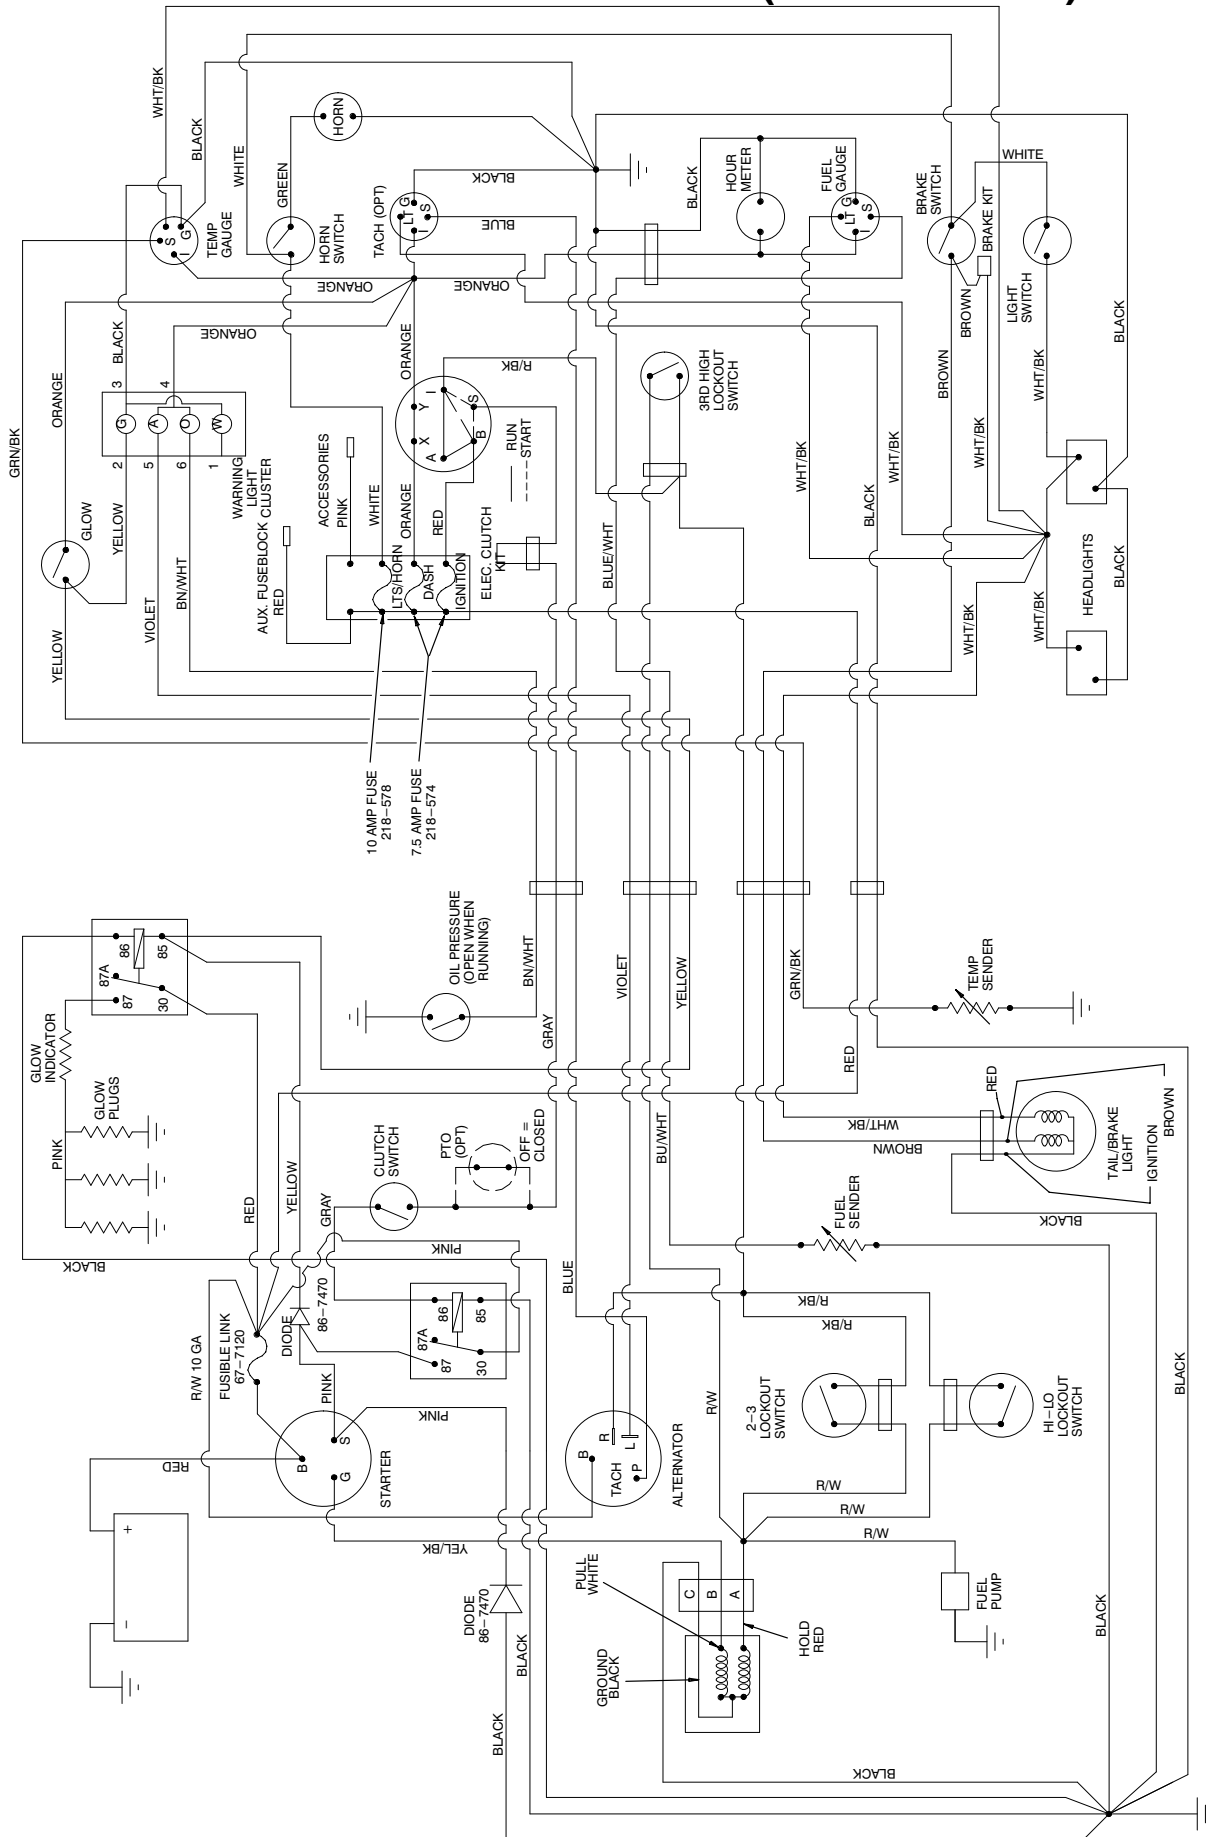 (
)
WHT/BK
BLACK
WHITE
GREEN
HORN
TEMP
GAUGE
S
G
I
HORN
SWITCH
TACH (OPT)
LT
G
S
I
BLACK
BLUE
BLACK
HOUR
METER
FUEL
GAUGE
LT
G
S
I
BRAKE
SWITCH
WHITE
BRAKE KIT
LIGHT
SWITCH
BROWN
BROWN
WHT/BK
BLACK
ORANGE
ORANGE
ORANGE
ORANGE
GRN/BK
ORANGE
BLACK
3
4
G
A
O
W
2
5
6
1
WARNING
LIGHT
CLUSTER
GLOW
YELLOW
YELLOW
VIOLET
BN/WHT
AUX. FUSEBLOCK
RED
ACCESSORIES
PINK
WHITE
ORANGE
RED
LTS/HORN
DASH
IGNITION
X
Y
A
I
B
S
R/BK
RUN
START
ELEC. CLUTCH
KIT
3RD HIGH
LOCKOUT
SWITCH
BLUE/WHT
WHT/BK
BLACK
WHT/BK
WHT/BK
WHT/BK
WHT/BK
HEADLIGHTS
BLACK
10 AMP FUSE
218-578
7.5 AMP FUSE
218-574
GLOW
INDICATOR
GLOW
PLUGS
PINK
87A
86
87
85
30
OIL PRESSURE
(OPEN WHEN
RUNNING)
BN/WHT
GRAY
VIOLET
YELLOW
GRN/BK
RED
TEMP
SENDER
RED
YELLOW
GRAY
CLUTCH
SWITCH
PTO
(OPT)
OFF =
CLOSED
BU/WHT
FUEL
SENDER
WHT/BK
BROWN
RED
TAIL/BRAKE
LIGHT
IGNITION
BROWN
BLACK
BLACK
R/W 10 GA
FUSIBLE LINK
67-7120
DIODE
86-7470
PINK
87A
86
87
85
30
BLUE
R/BK
R/BK
PINK
PINK
RED
B
S
G
STARTER
B
R
L
TACH
P
ALTERNATOR
R/W
2-3
LOCKOUT
SWITCH
HI-LO
LOCKOUT
SWITCH
R/W
R/W
R/W
BLACK
+
-
YEL/BK
DIODE
86-7470
BLACK
BLACK
PULL
WHITE
C
B
A
GROUND
BLACK
HOLD
RED
FUEL
PUMP
BLACK
BLACK